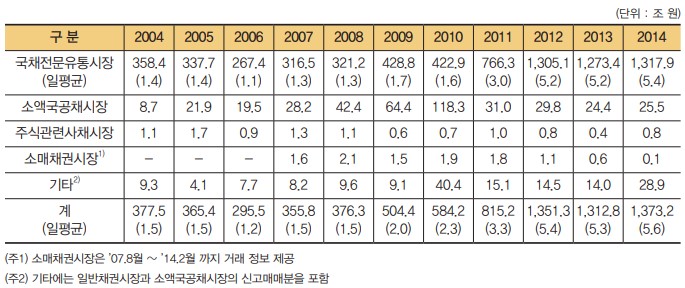 (단위 : 조 원)
구 분 2004 2005 2006 2007 2008 2009 2010 2011 2012 2013 2014
국채전문유통시장 358.4 337.7 267.4 316.5 321.2 428.8 422.9 766.3 1,305.1 1,273.4 1,317.9
(일평균) (1.4) (1.4) (1.1) (1.3) (1.3) (1.7) (1.6) (3.0) (5.2) (5.2) (5.4)
소액국공채시장 8.7 21.9 19.5 28.2 42.4 64.4 118.3 31.0 29.8 24.4 25.5
주식관련사채시장 1.1 1.7 0.9 1.3 1.1 0.6 0.7 1.0 0.8 0.4 0.8
소매채권시장1) – – – 1.6 2.1 1.5 1.9 1.8 1.1 0.6 0.1
기타2) 9.3 4.1 7.7 8.2 9.6 9.1 40.4 15.1 14.5 14.0 28.9
계 377.5 365.4 295.5 355.8 376.3 504.4 584.2 815.2 1,351.3 1,312.8 1,373.2
(일평균) (1.5) (1.5) (1.2) (1.5) (1.5) (2.0) (2.3) (3.3) (5.4) (5.3) (5.6)
(주1) 소매채권시장은 ’07.8월 ~ ’14.2월 까지 거래 정보 제공
(주2) 기타에는 일반채권시장과 소액국공채시장의 신고매매분을 포함